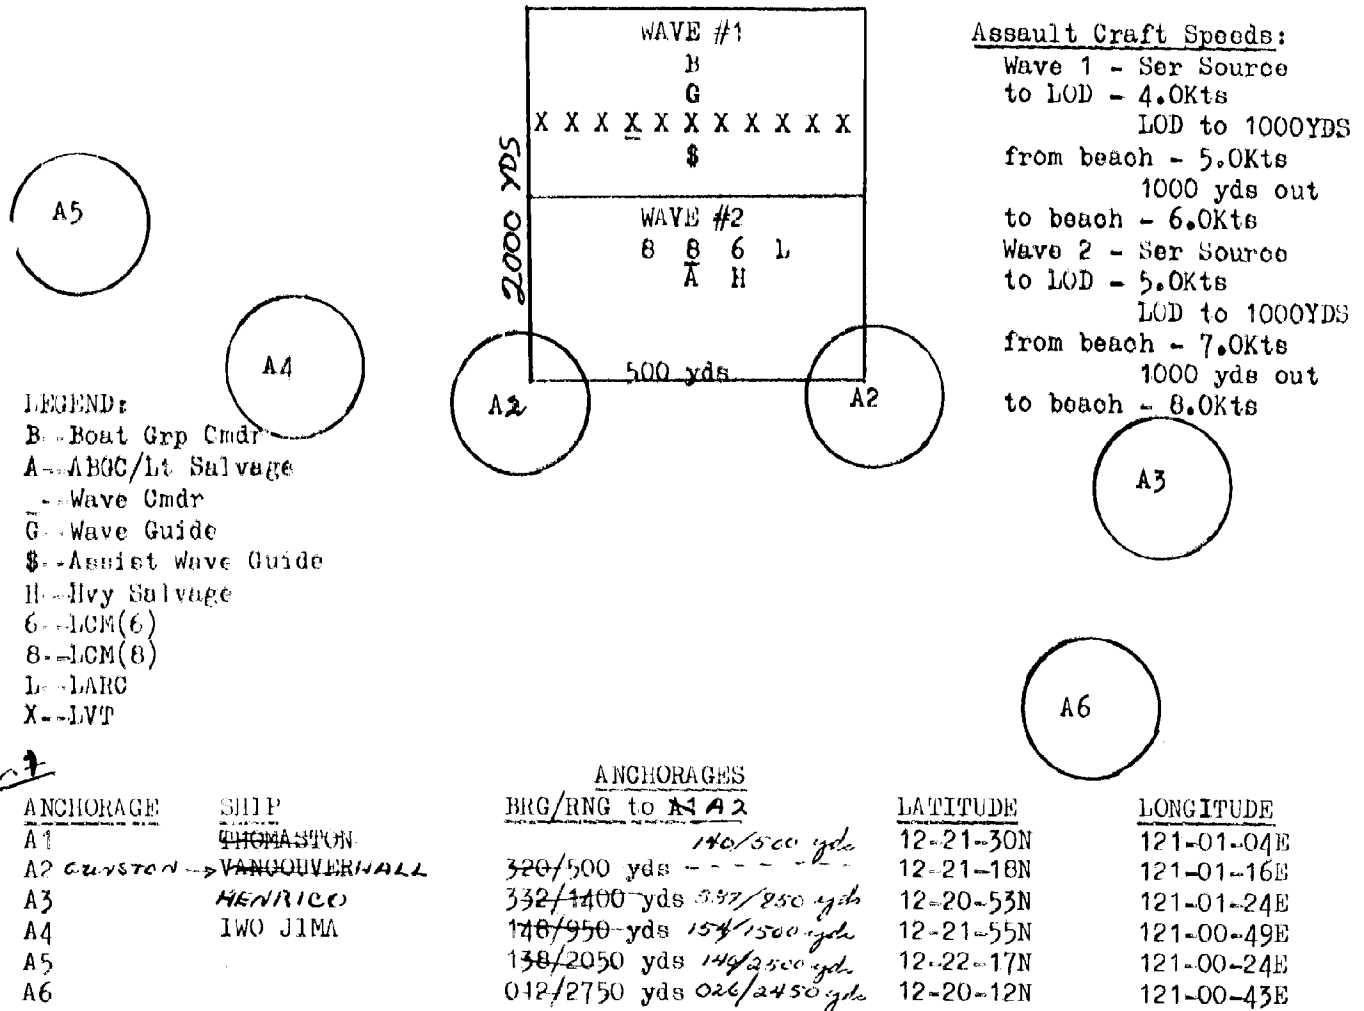 WAVE #1
B
G
X X X X X X X X X X X
$
2000 YDS
WAVE #2
8 8 6 L
A H
500 yds
Assault Craft Speeds:
Wave 1 - Ser Source
to LOD - 4.0Kts
LOD to 1000YDS
from beach - 5.0Kts
1000 yds out
to beach - 6.0Kts
Wave 2 - Ser Source
to LOD - 5.0Kts
LOD to 1000YDS
from beach - 7.0Kts
1000 yds out
to beach - 8.0Kts
A5
A4
A2
A2
A3
A6
LEGEND:
B--Boat Grp Cmdr
A--ABGC/Lt Salvage
_--Wave Cmdr
G--Wave Guide
$--Assist Wave Guide
H--Hvy Salvage
6--LCM(6)
8--LCM(8)
L--LARC
X--LVT
ANCHORAGES
ANCHORAGE SHIP BRG/RNG to A1 A2 LATITUDE LONGITUDE
A1 THOMASTON 140/500 yds 12-21-30N 121-01-04E
A2 GUNSTON -> VANCOUVER HALL 320/500 yds - - - - - - 12-21-18N 121-01-16E
A3 HENRICO 332/1400 yds 337/850 yds 12-20-53N 121-01-24E
A4 IWO JIMA 148/950 yds 154/1500 yds 12-21-55N 121-00-49E
A5 138/2050 yds 140/2500 yds 12-22-17N 121-00-24E
A6 012/2750 yds 026/2450 yds 12-20-12N 121-00-43E